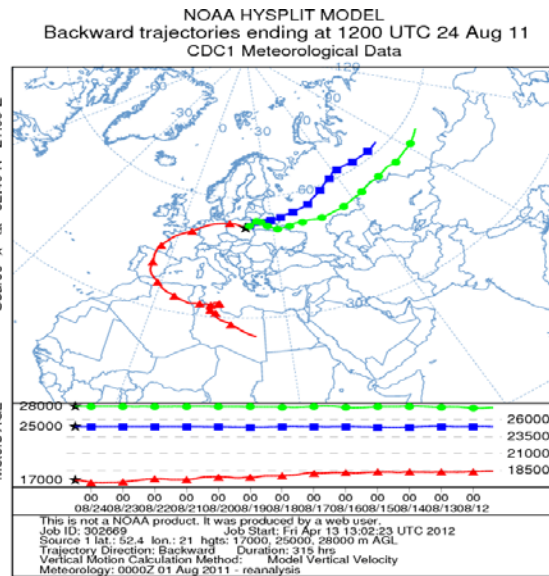 NOAA HYSPLIT MODEL
Backward trajectories ending at 1200 UTC 24 Aug 11
CDC1 Meteorological Data
120
-60
-30
0
30
60
30
28000
25000
17000
26000
23500
21000
18500
00 00 00 00 00 00 00 00 00 00 00 00 00
08/24 08/23 08/22 08/21 08/20 08/19 08/18 08/17 08/16 08/15 08/14 08/13 08/12
This is not a NOAA product. It was produced by a web user.
Job ID: 302669 Job Start: Fri Apr 13 13:02:23 UTC 2012
Source 1 lat.: 52.4 lon.: 21 hgts: 17000, 25000, 28000 m AGL
Trajectory Direction: Backward Duration: 315 hrs
Vertical Motion Calculation Method: Model Vertical Velocity
Meteorology: 0000Z 01 Aug 2011 - reanalysis